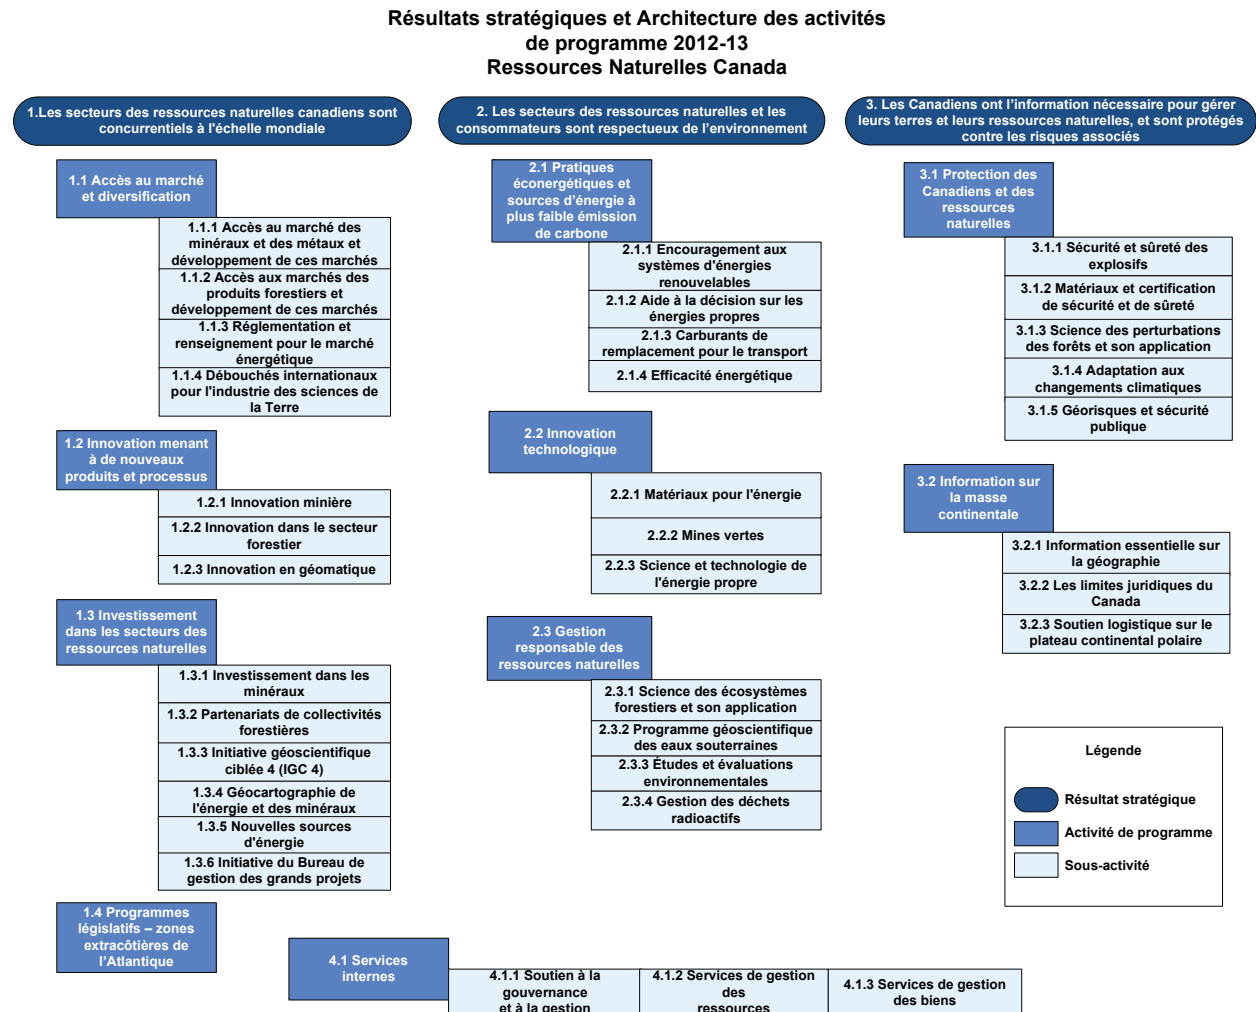 Résultats stratégiques et Architecture des activités
de programme 2012-13
Ressources Naturelles Canada
1.Les secteurs des ressources naturelles canadiens sont
concurrentiels à l'échelle mondiale
1.1 Accès au marché
et diversification
1.1.1 Accès au marché des
minéraux et des métaux et
développement de ces marchés
1.1.2 Accès aux marchés des
produits forestiers et
développement de ces marchés
1.1.3 Réglementation et
renseignement pour le marché
énergétique
1.1.4 Débouchés internationaux
pour l'industrie des sciences de
la Terre
1.2 Innovation menant
à de nouveaux
produits et processus
1.2.1 Innovation minière
1.2.2 Innovation dans le secteur
forestier
1.2.3 Innovation en géomatique
1.3 Investissement
dans les secteurs des
ressources naturelles
1.3.1 Investissement dans les
minéraux
1.3.2 Partenariats de collectivités
forestières
1.3.3 Initiative géoscientifique
ciblée 4 (IGC 4)
1.3.4 Géocartographie de
l'énergie et des minéraux
1.3.5 Nouvelles sources
d'énergie
1.3.6 Initiative du Bureau de
gestion des grands projets
1.4 Programmes
législatifs – zones
extracôtières de
l'Atlantique
2. Les secteurs des ressources naturelles et les
consommateurs sont respectueux de l'environnement
2.1 Pratiques
éconergétiques et
sources d'énergie à
plus faible émission
de carbone
2.1.1 Encouragement aux
systèmes d'énergies
renouvelables
2.1.2 Aide à la décision sur les
énergies propres
2.1.3 Carburants de
remplacement pour le transport
2.1.4 Efficacité énergétique
2.2 Innovation
technologique
2.2.1 Matériaux pour l'énergie
2.2.2 Mines vertes
2.2.3 Science et technologie de
l'énergie propre
2.3 Gestion
responsable des
ressources naturelles
2.3.1 Science des écosystèmes
forestiers et son application
2.3.2 Programme géoscientifique
des eaux souterraines
2.3.3 Ètudes et évaluations
environnementales
2.3.4 Gestion des déchets
radioactifs
3. Les Canadiens ont l'information nécessaire pour gérer
leurs terres et leurs ressources naturelles, et sont protégés
contre les risques associés
3.1 Protection des
Canadiens et des
ressources
naturelles
3.1.1 Sécurité et sûreté des
explosifs
3.1.2 Matériaux et certification
de sécurité et de sûreté
3.1.3 Science des perturbations
des forêts et son application
3.1.4 Adaptation aux
changements climatiques
3.1.5 Géorisques et sécurité
publique
3.2 Information sur
la masse
continentale
3.2.1 Information essentielle sur
la géographie
3.2.2 Les limites juridiques du
Canada
3.2.3 Soutien logistique sur le
plateau continental polaire
Légende
Résultat stratégique
Activité de programme
Sous-activité
4.1 Services
internes
4.1.1 Soutien à la
gouvernance
et à la gestion
4.1.2 Services de gestion
des
ressources
4.1.3 Services de gestion
des biens